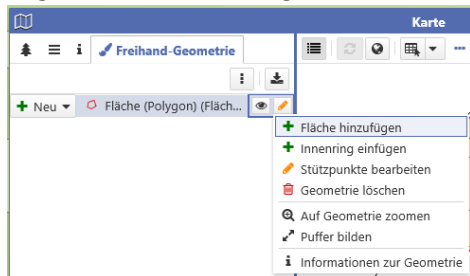 Karte
i Freihand-Geometrie
Neu Fläche (Polygon) (Fläch...
Fläche hinzufügen
Innenring einfügen
Stützpunkte bearbeiten
Geometrie löschen
Auf Geometrie zoomen
Puffer bilden
i Informationen zur Geometrie